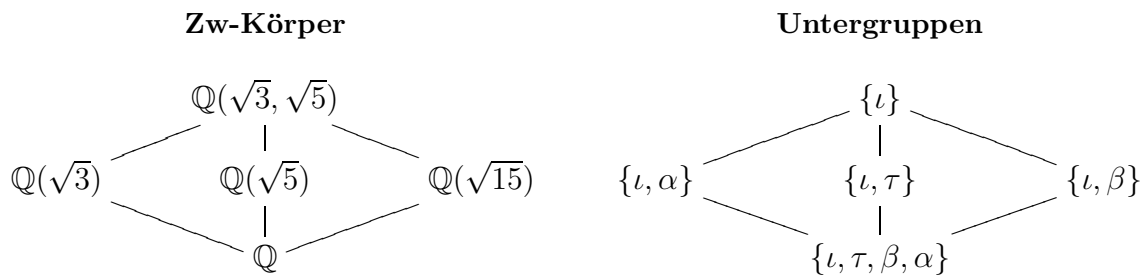 Zw-Körper Untergruppen
ℚ(√3, √5) {ι}
ℚ(√3) ℚ(√5) ℚ(√15) {ι, α} {ι, τ} {ι, β}
ℚ {ι, τ, β, α}